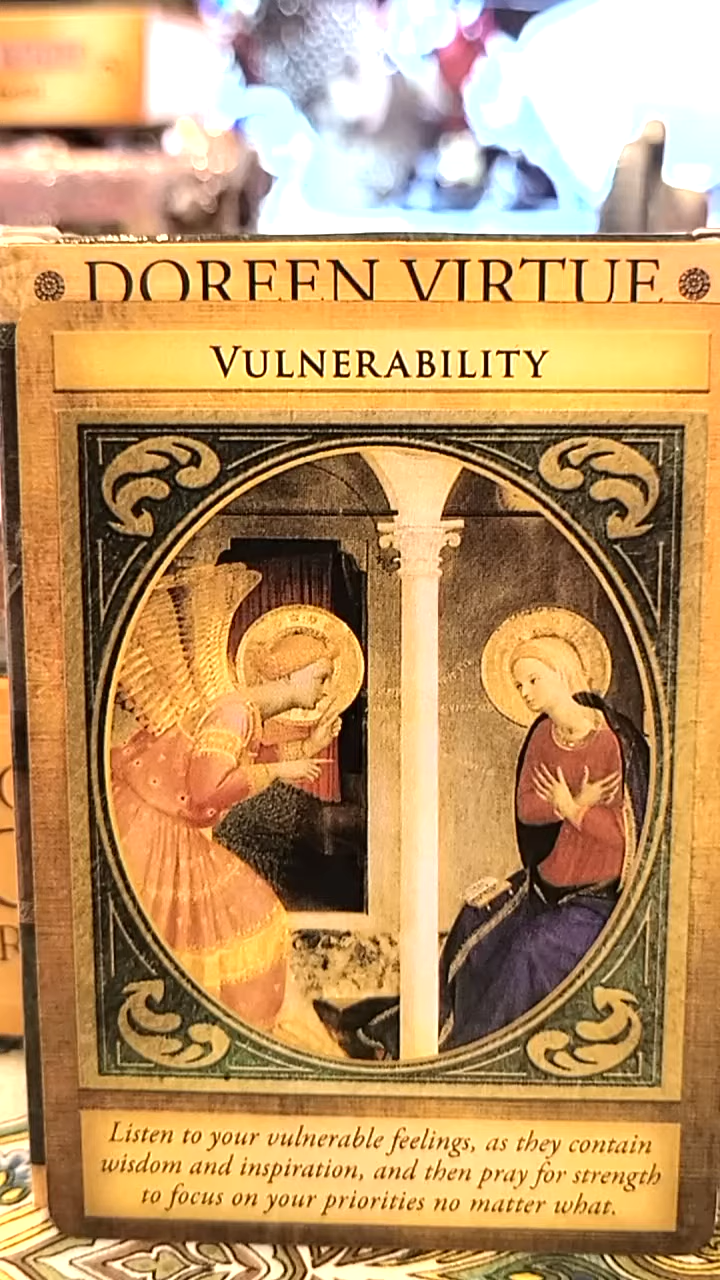 DOREEN VIRTUE
VULNERABILITY
Listen to your vulnerable feelings, as they contain
wisdom and inspiration, and then pray for strength
to focus on your priorities no matter what.